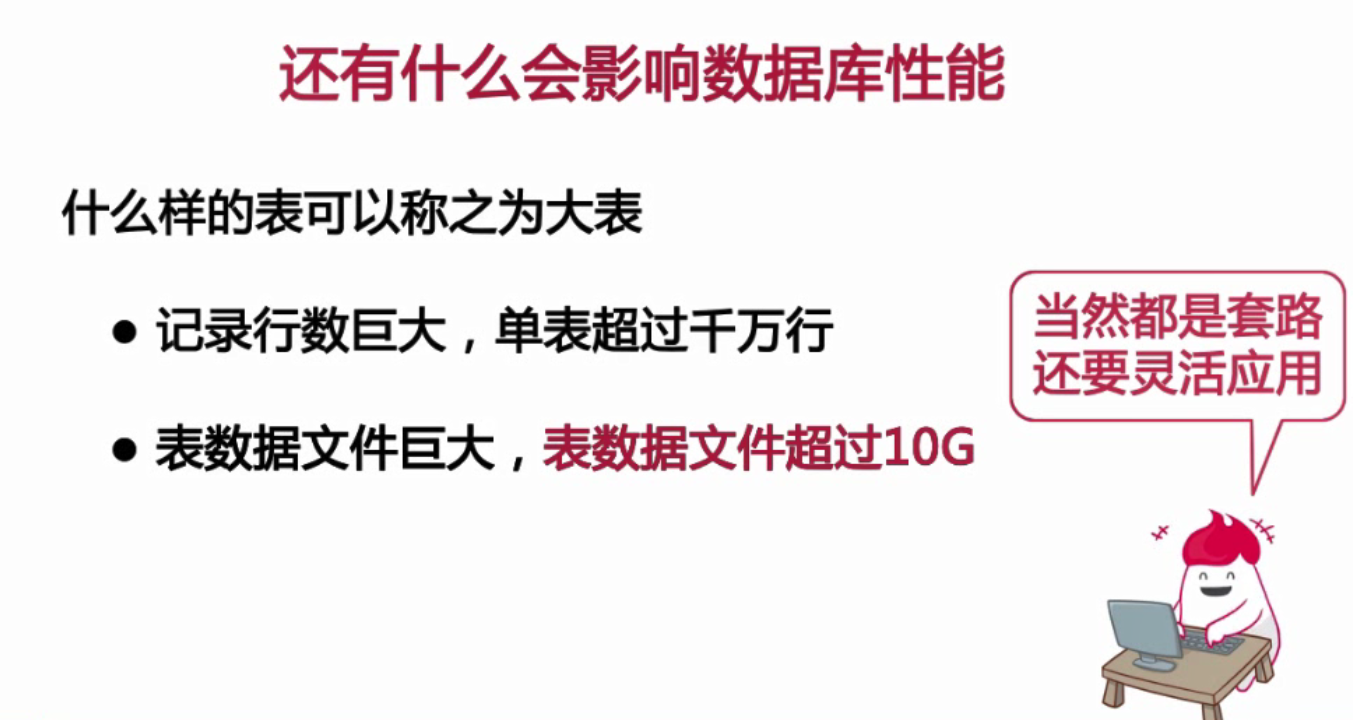 还有什么会影响数据库性能
什么样的表可以称之为大表
● 记录行数巨大，单表超过千万行
● 表数据文件巨大，表数据文件超过10G
当然都是套路
还要灵活应用